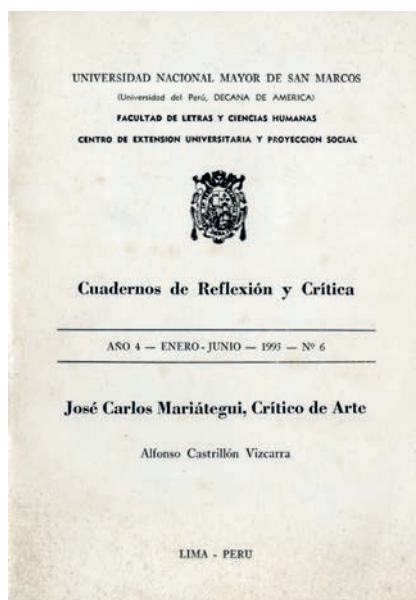 UNIVERSIDAD NACIONAL MAYOR DE SAN MARCOS
(Universidad del Perú, DECANA DE AMERICA)
FACULTAD DE LETRAS Y CIENCIAS HUMANAS
CENTRO DE EXTENSION UNIVERSITARIA Y PROYECCION SOCIAL
Cuadernos de Reflexión y Crítica
AÑO 4 — ENERO - JUNIO — 1993 — Nº 6
José Carlos Mariátegui, Crítico de Arte
Alfonso Castrillón Vizcarra
LIMA - PERU